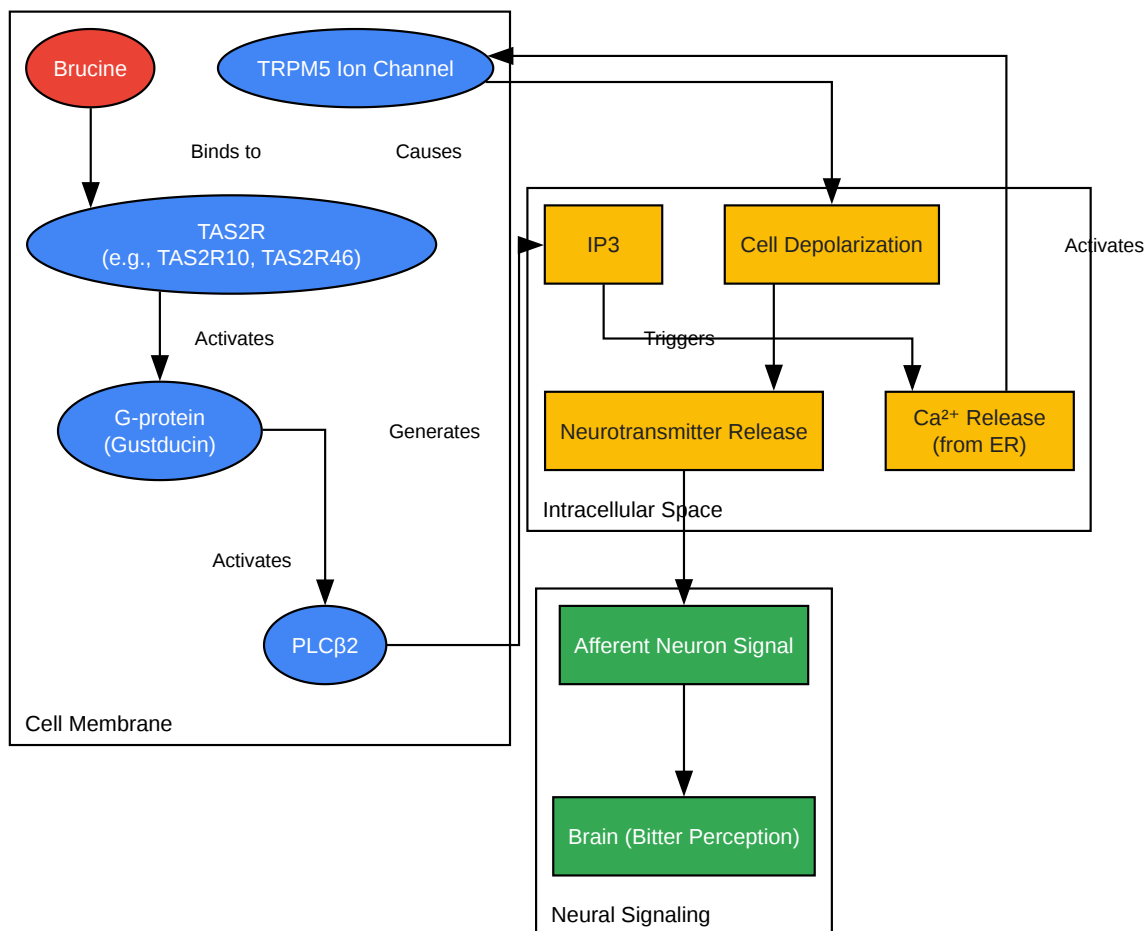 Brucine
TRPM5 Ion Channel
Binds to
Causes
TAS2R
(e.g., TAS2R10, TAS2R46)
IP3
Cell Depolarization
Activates
Activates
Triggers
G-protein
(Gustducin)
Generates
Neurotransmitter Release
Ca²⁺ Release
(from ER)
Intracellular Space
Activates
PLCβ2
Afferent Neuron Signal
Cell Membrane
Brain (Bitter Perception)
Neural Signaling